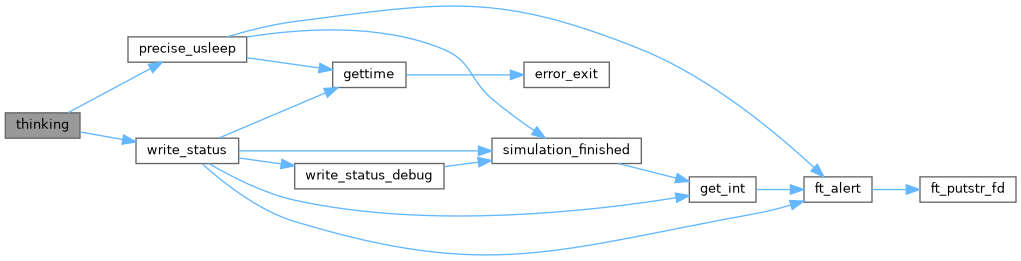 thinking
precise_usleep
write_status
gettime
write_status_debug
error_exit
simulation_finished
get_int
ft_alert
ft_putstr_fd